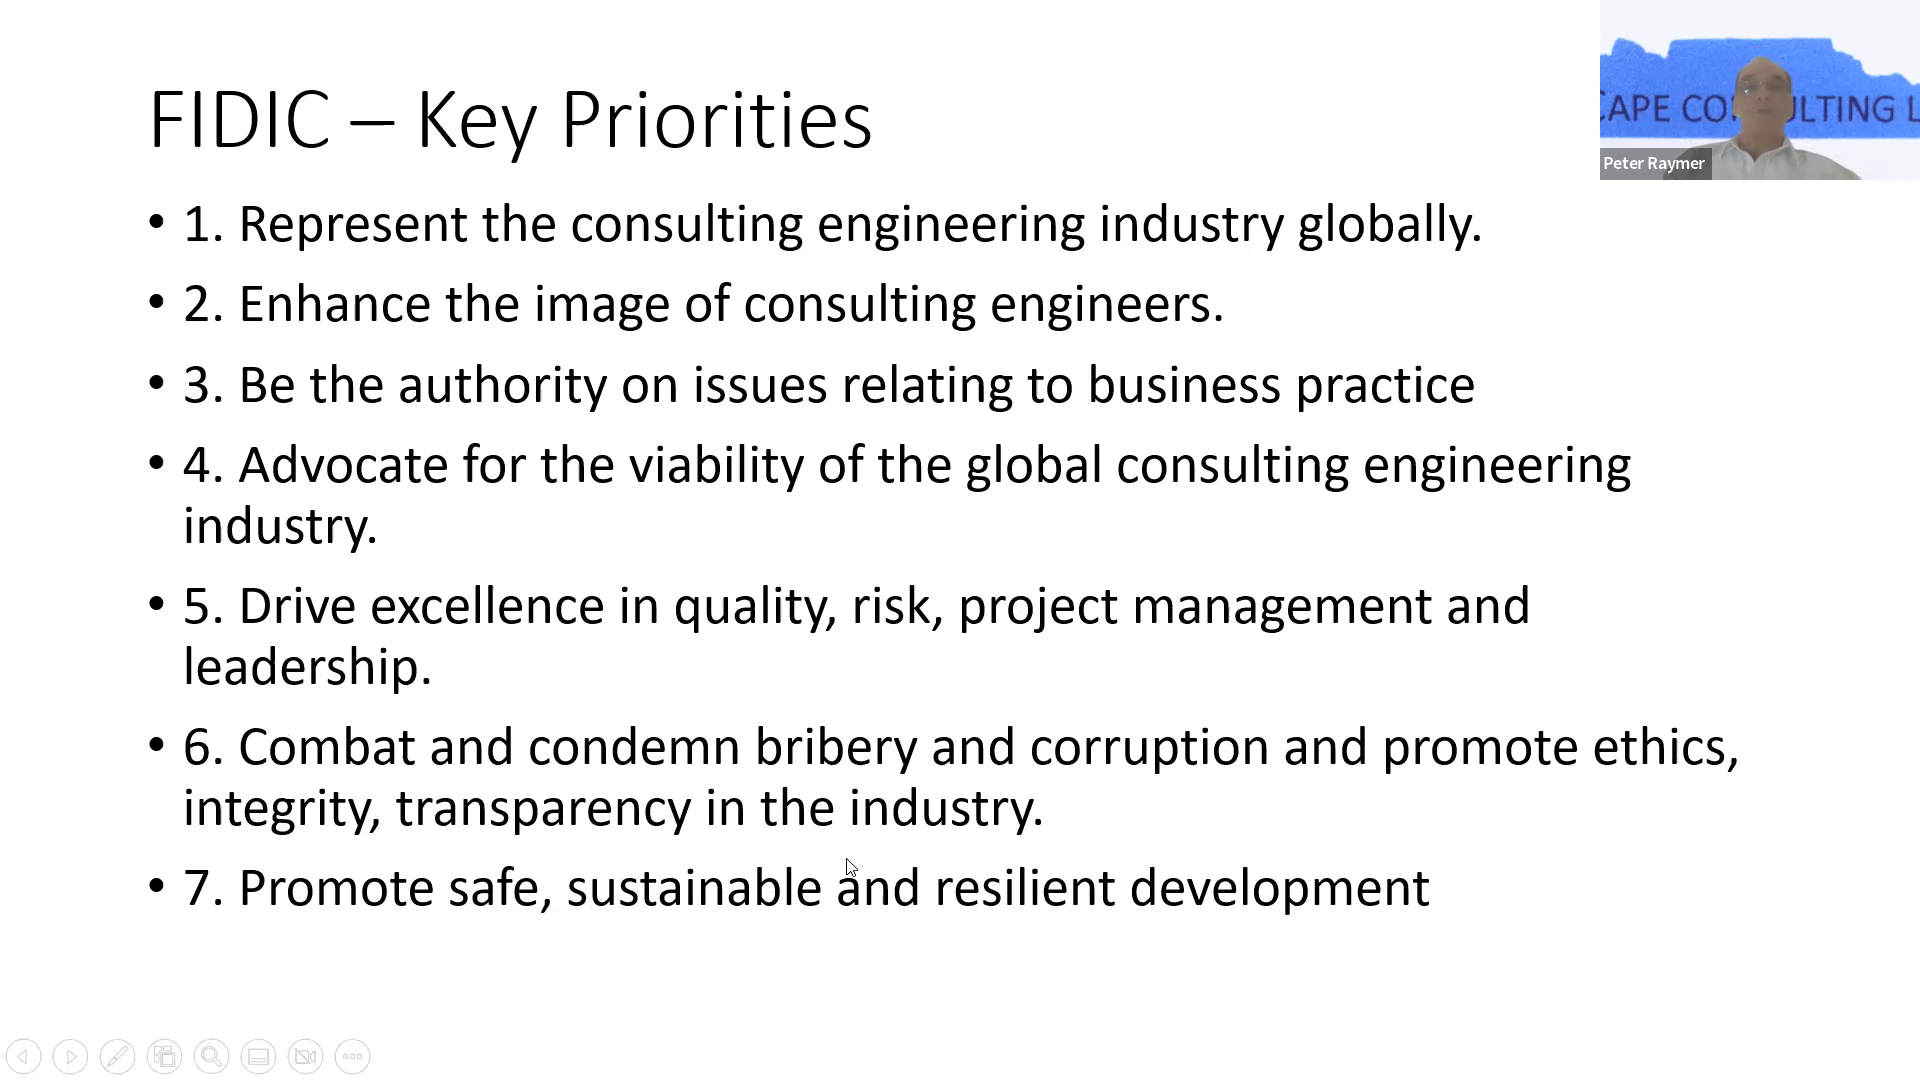 FIDIC – Key Priorities
• 1. Represent the consulting engineering industry globally.
• 2. Enhance the image of consulting engineers.
• 3. Be the authority on issues relating to business practice
• 4. Advocate for the viability of the global consulting engineering
industry.
• 5. Drive excellence in quality, risk, project management and
leadership.
• 6. Combat and condemn bribery and corruption and promote ethics,
integrity, transparency in the industry.
• 7. Promote safe, sustainable and resilient development
CAPE CO ULTING L
Peter Raymer